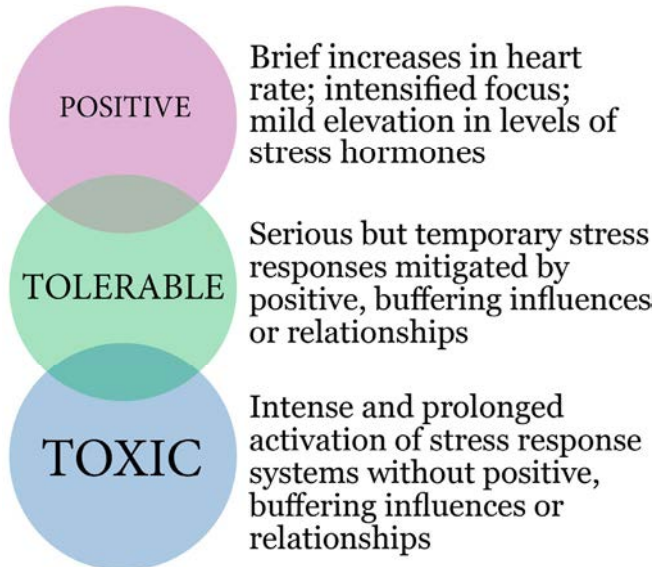 POSITIVE
Brief increases in heart
rate; intensified focus;
mild elevation in levels of
stress hormones
TOLERABLE
Serious but temporary stress
responses mitigated by
positive, buffering influences
or relationships
TOXIC
Intense and prolonged
activation of stress response
systems without positive,
buffering influences or
relationships